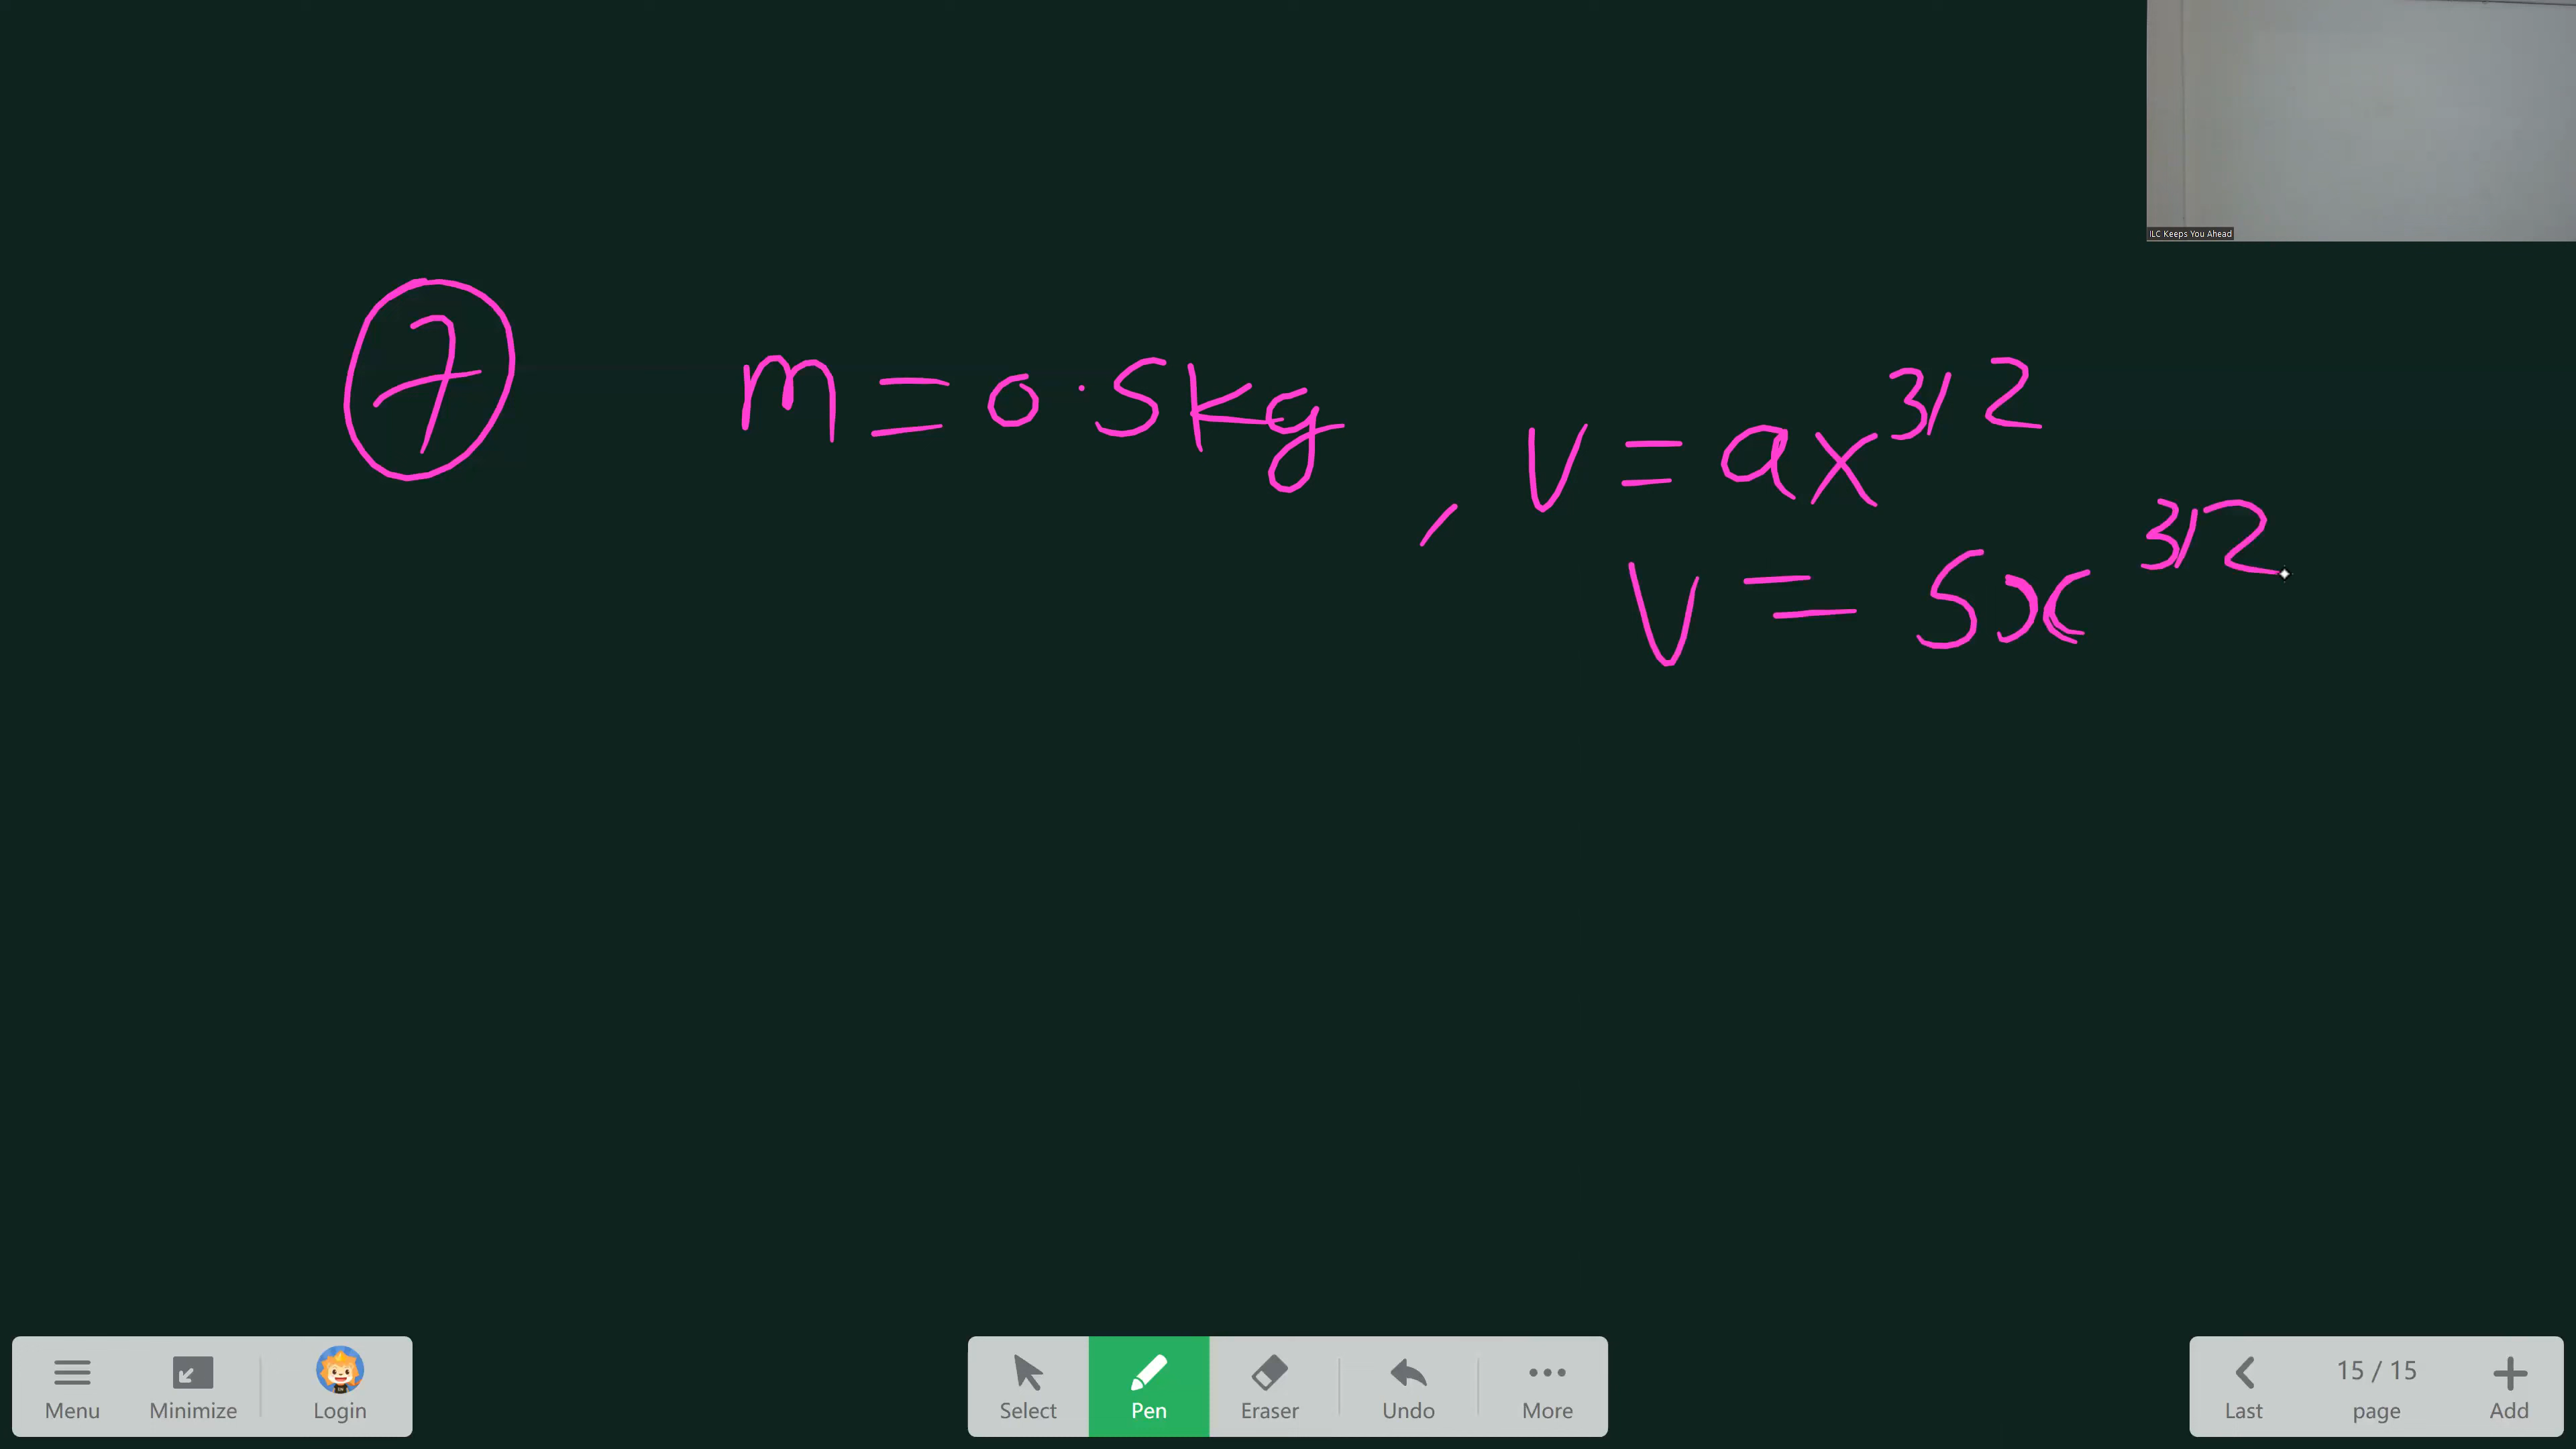 ILC Keeps You Ahead
7 m = 0.5kg , v = ax^3/2
v = 5x^3/2
Menu Minimize Login Select Pen Eraser Undo More Last 15 / 15 page Add